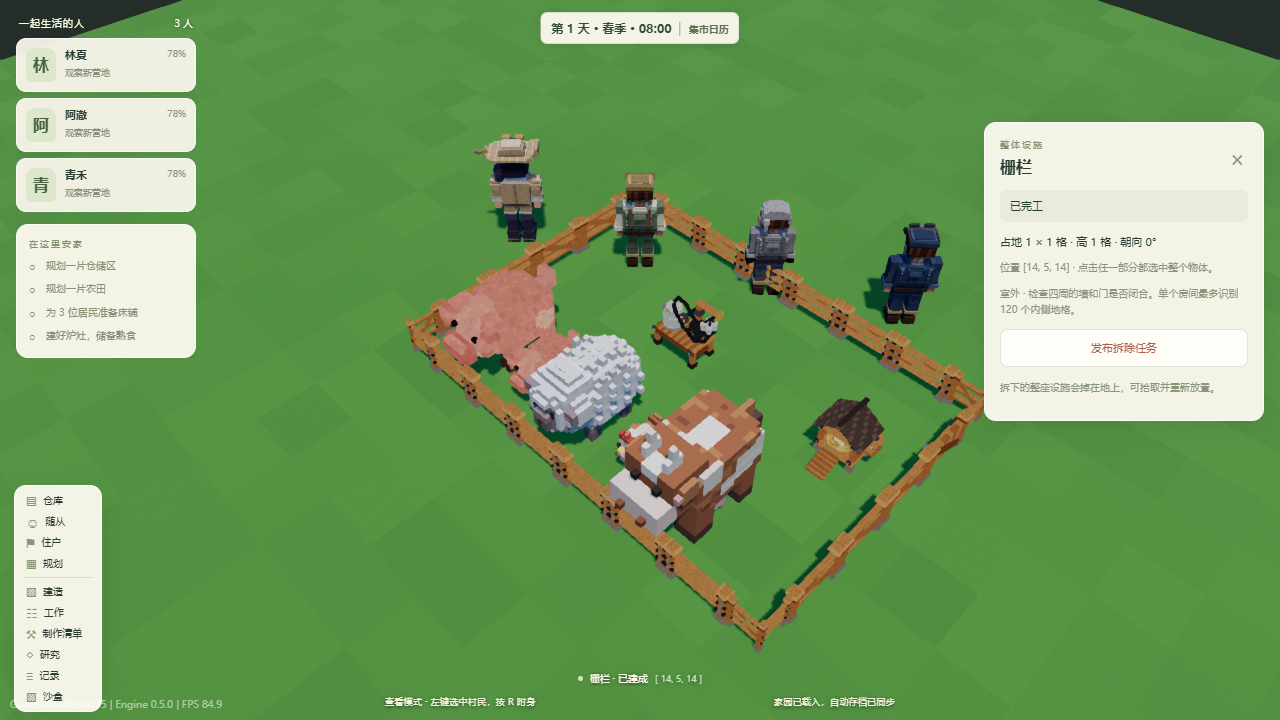 一起生活的人 3 人
林 林夏 78%
观察新营地
阿 阿澈 78%
观察新营地
青 青禾 78%
观察新营地
在这里安家
规划一片仓储区
规划一片农田
为 3 位居民准备床铺
建好炉灶，储备熟食
第 1 天 • 春季 • 08:00 │ 集市日历
整体设施
栅栏
已完工
占地 1 × 1 格 · 高 1 格 · 朝向 0°
位置 [14, 5, 14] · 点击任一部分都选中整个物体。
室外 · 检查四周的墙和门是否闭合。单个房间最多识别
120 个内侧地格。
发布拆除任务
拆下的整座设施会掉在地上，可拾取并重新放置。
仓库
随从
住户
规划
建造
工作
制作清单
研究
记录
沙盒
| Engine 0.5.0 | FPS 84.9
栅栏 · 已建成 [ 14, 5, 14 ]
查看模式 · 左键选中村民，按 R 附身
家园已载入，自动存档已同步